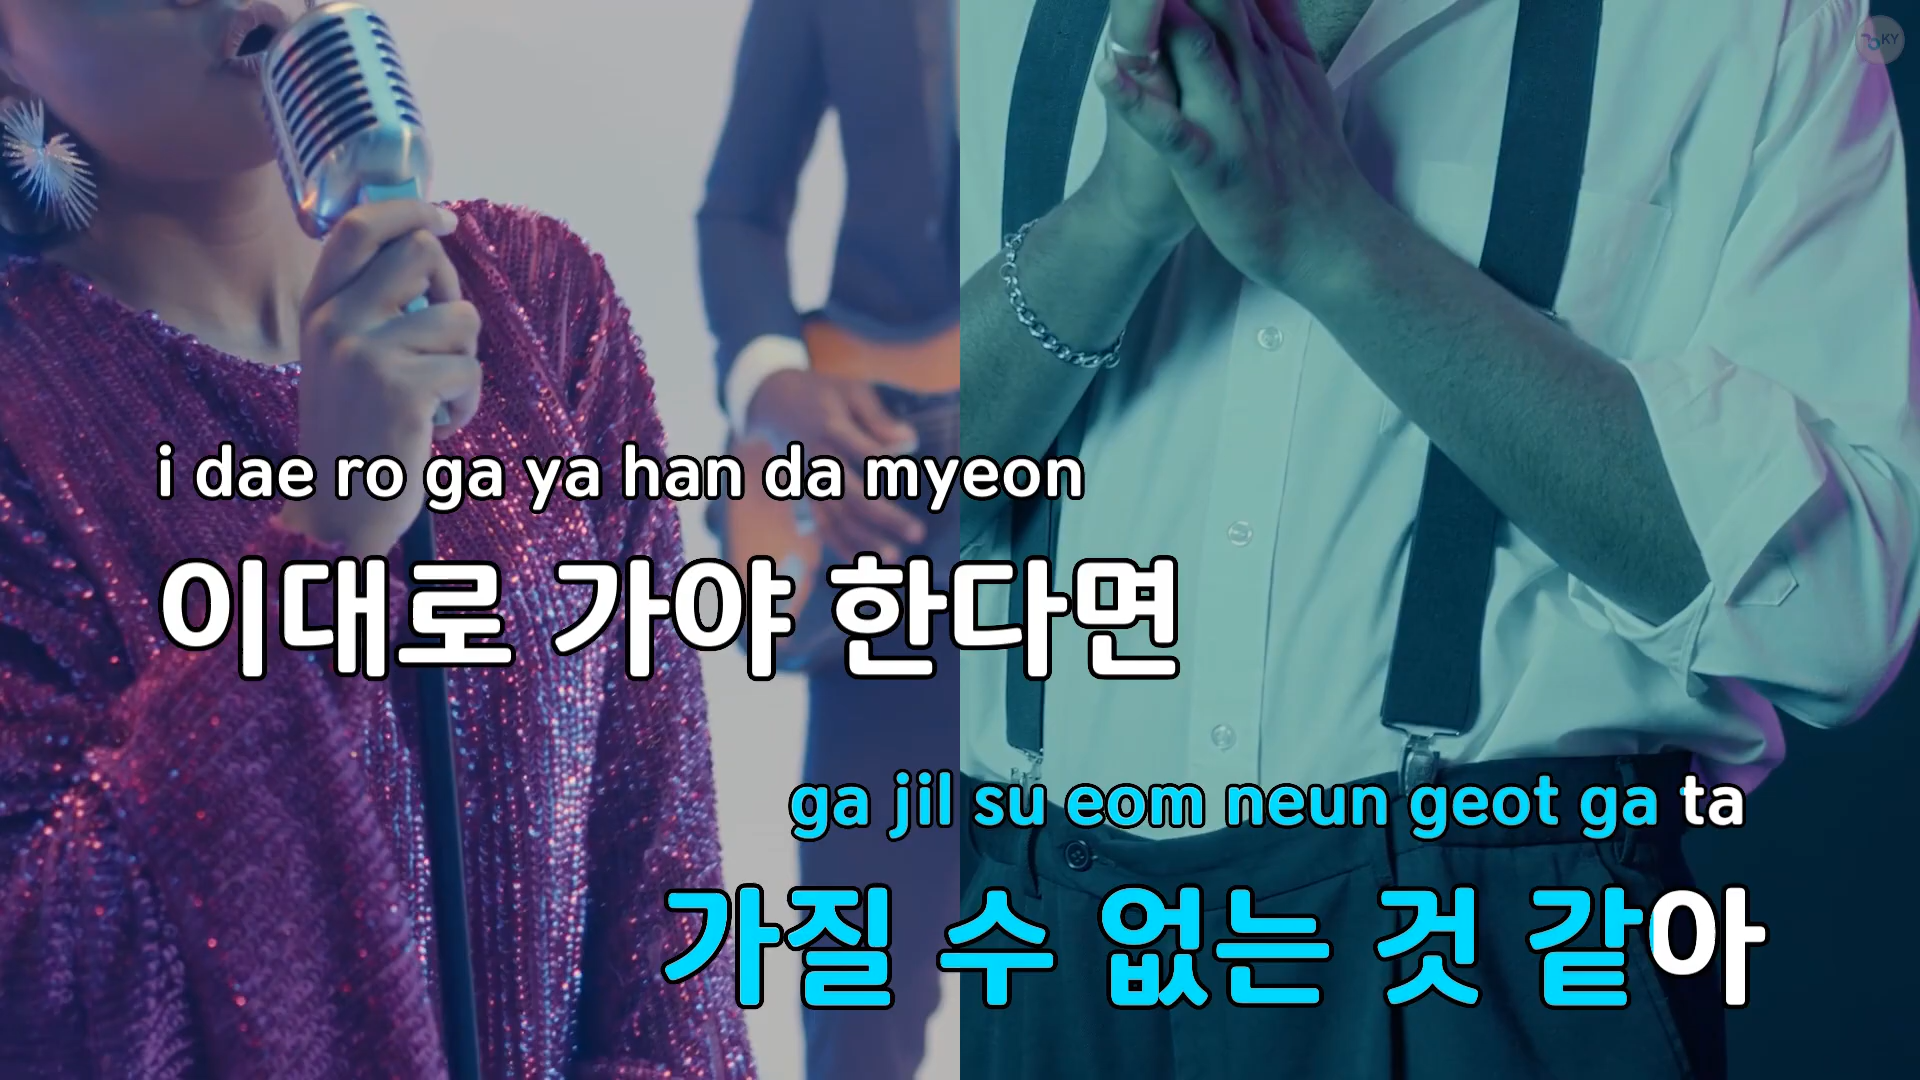 KY
i dae ro ga ya han da myeon
이대로 가야 한다면
ga jil su eom neun geot ga ta
가질 수 없는 것 같아